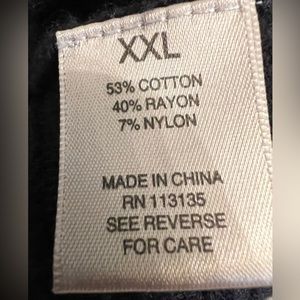 XXL
53% COTTON
40% RAYON
7% NYLON
MADE IN CHINA
RN 113135
SEE REVERSE
FOR CARE